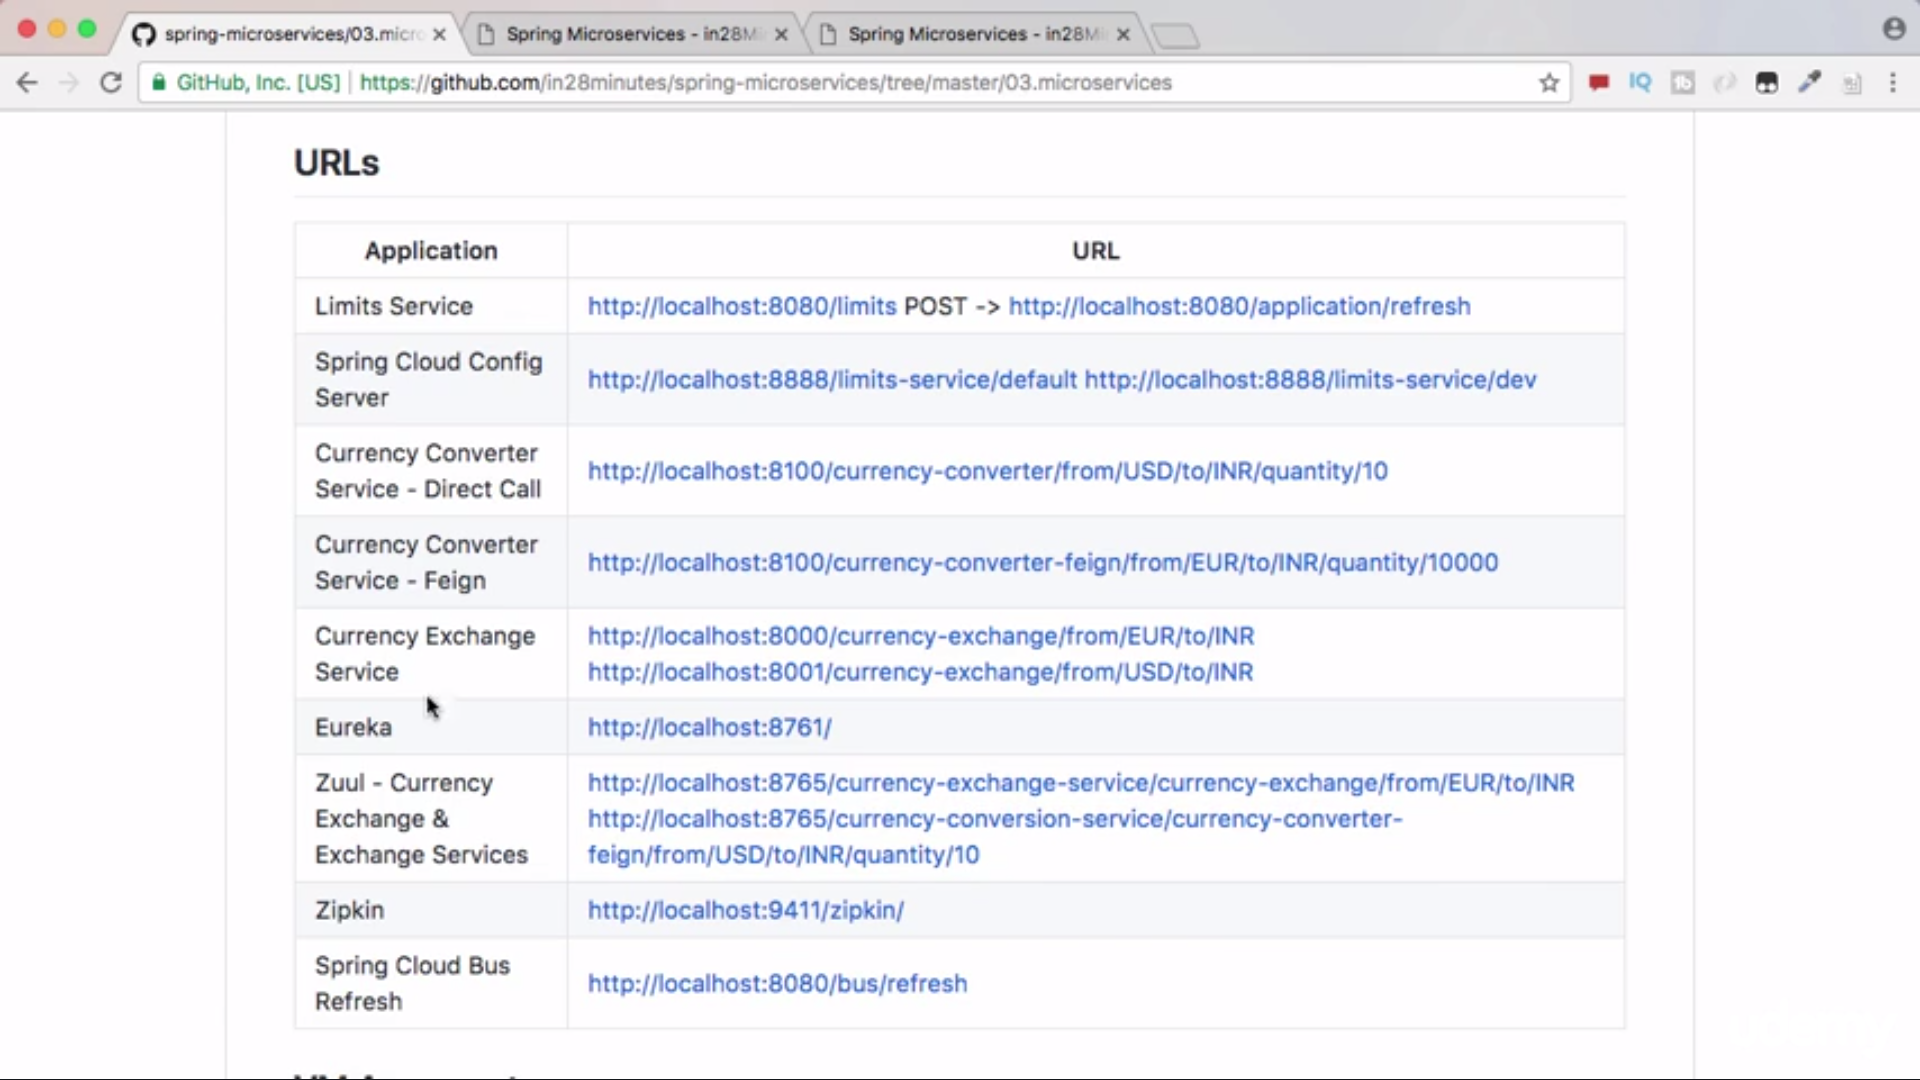 spring-microservices/03.micro
Spring Microservices - in28Mi
Spring Microservices - in28Mi
GitHub, Inc. [US] | https://github.com/in28minutes/spring-microservices/tree/master/03.microservices
IQ
URLs
Application URL
Limits Service http://localhost:8080/limits POST -> http://localhost:8080/application/refresh
Spring Cloud Config
Server
http://localhost:8888/limits-service/default http://localhost:8888/limits-service/dev
Currency Converter
Service - Direct Call
http://localhost:8100/currency-converter/from/USD/to/INR/quantity/10
Currency Converter
Service - Feign
http://localhost:8100/currency-converter-feign/from/EUR/to/INR/quantity/10000
Currency Exchange
Service
http://localhost:8000/currency-exchange/from/EUR/to/INR
http://localhost:8001/currency-exchange/from/USD/to/INR
Eureka http://localhost:8761/
Zuul - Currency
Exchange &
Exchange Services
http://localhost:8765/currency-exchange-service/currency-exchange/from/EUR/to/INR
http://localhost:8765/currency-conversion-service/currency-converter-
feign/from/USD/to/INR/quantity/10
Zipkin http://localhost:9411/zipkin/
Spring Cloud Bus
Refresh
http://localhost:8080/bus/refresh